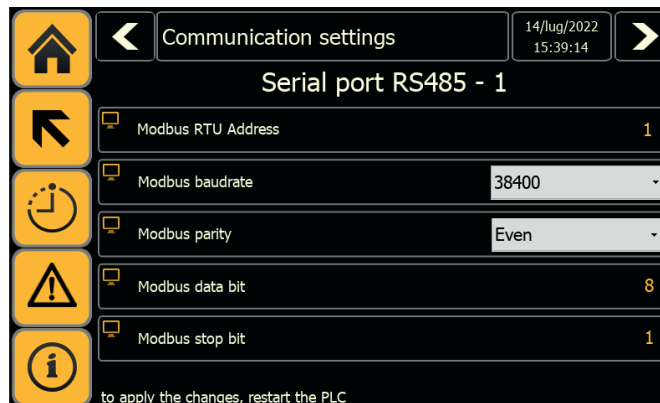 Communication settings
14/lug/2022
15:39:14
Serial port RS485 - 1
Modbus RTU Address 1
Modbus baudrate 38400
Modbus parity Even
Modbus data bit 8
Modbus stop bit 1
to apply the changes, restart the PLC